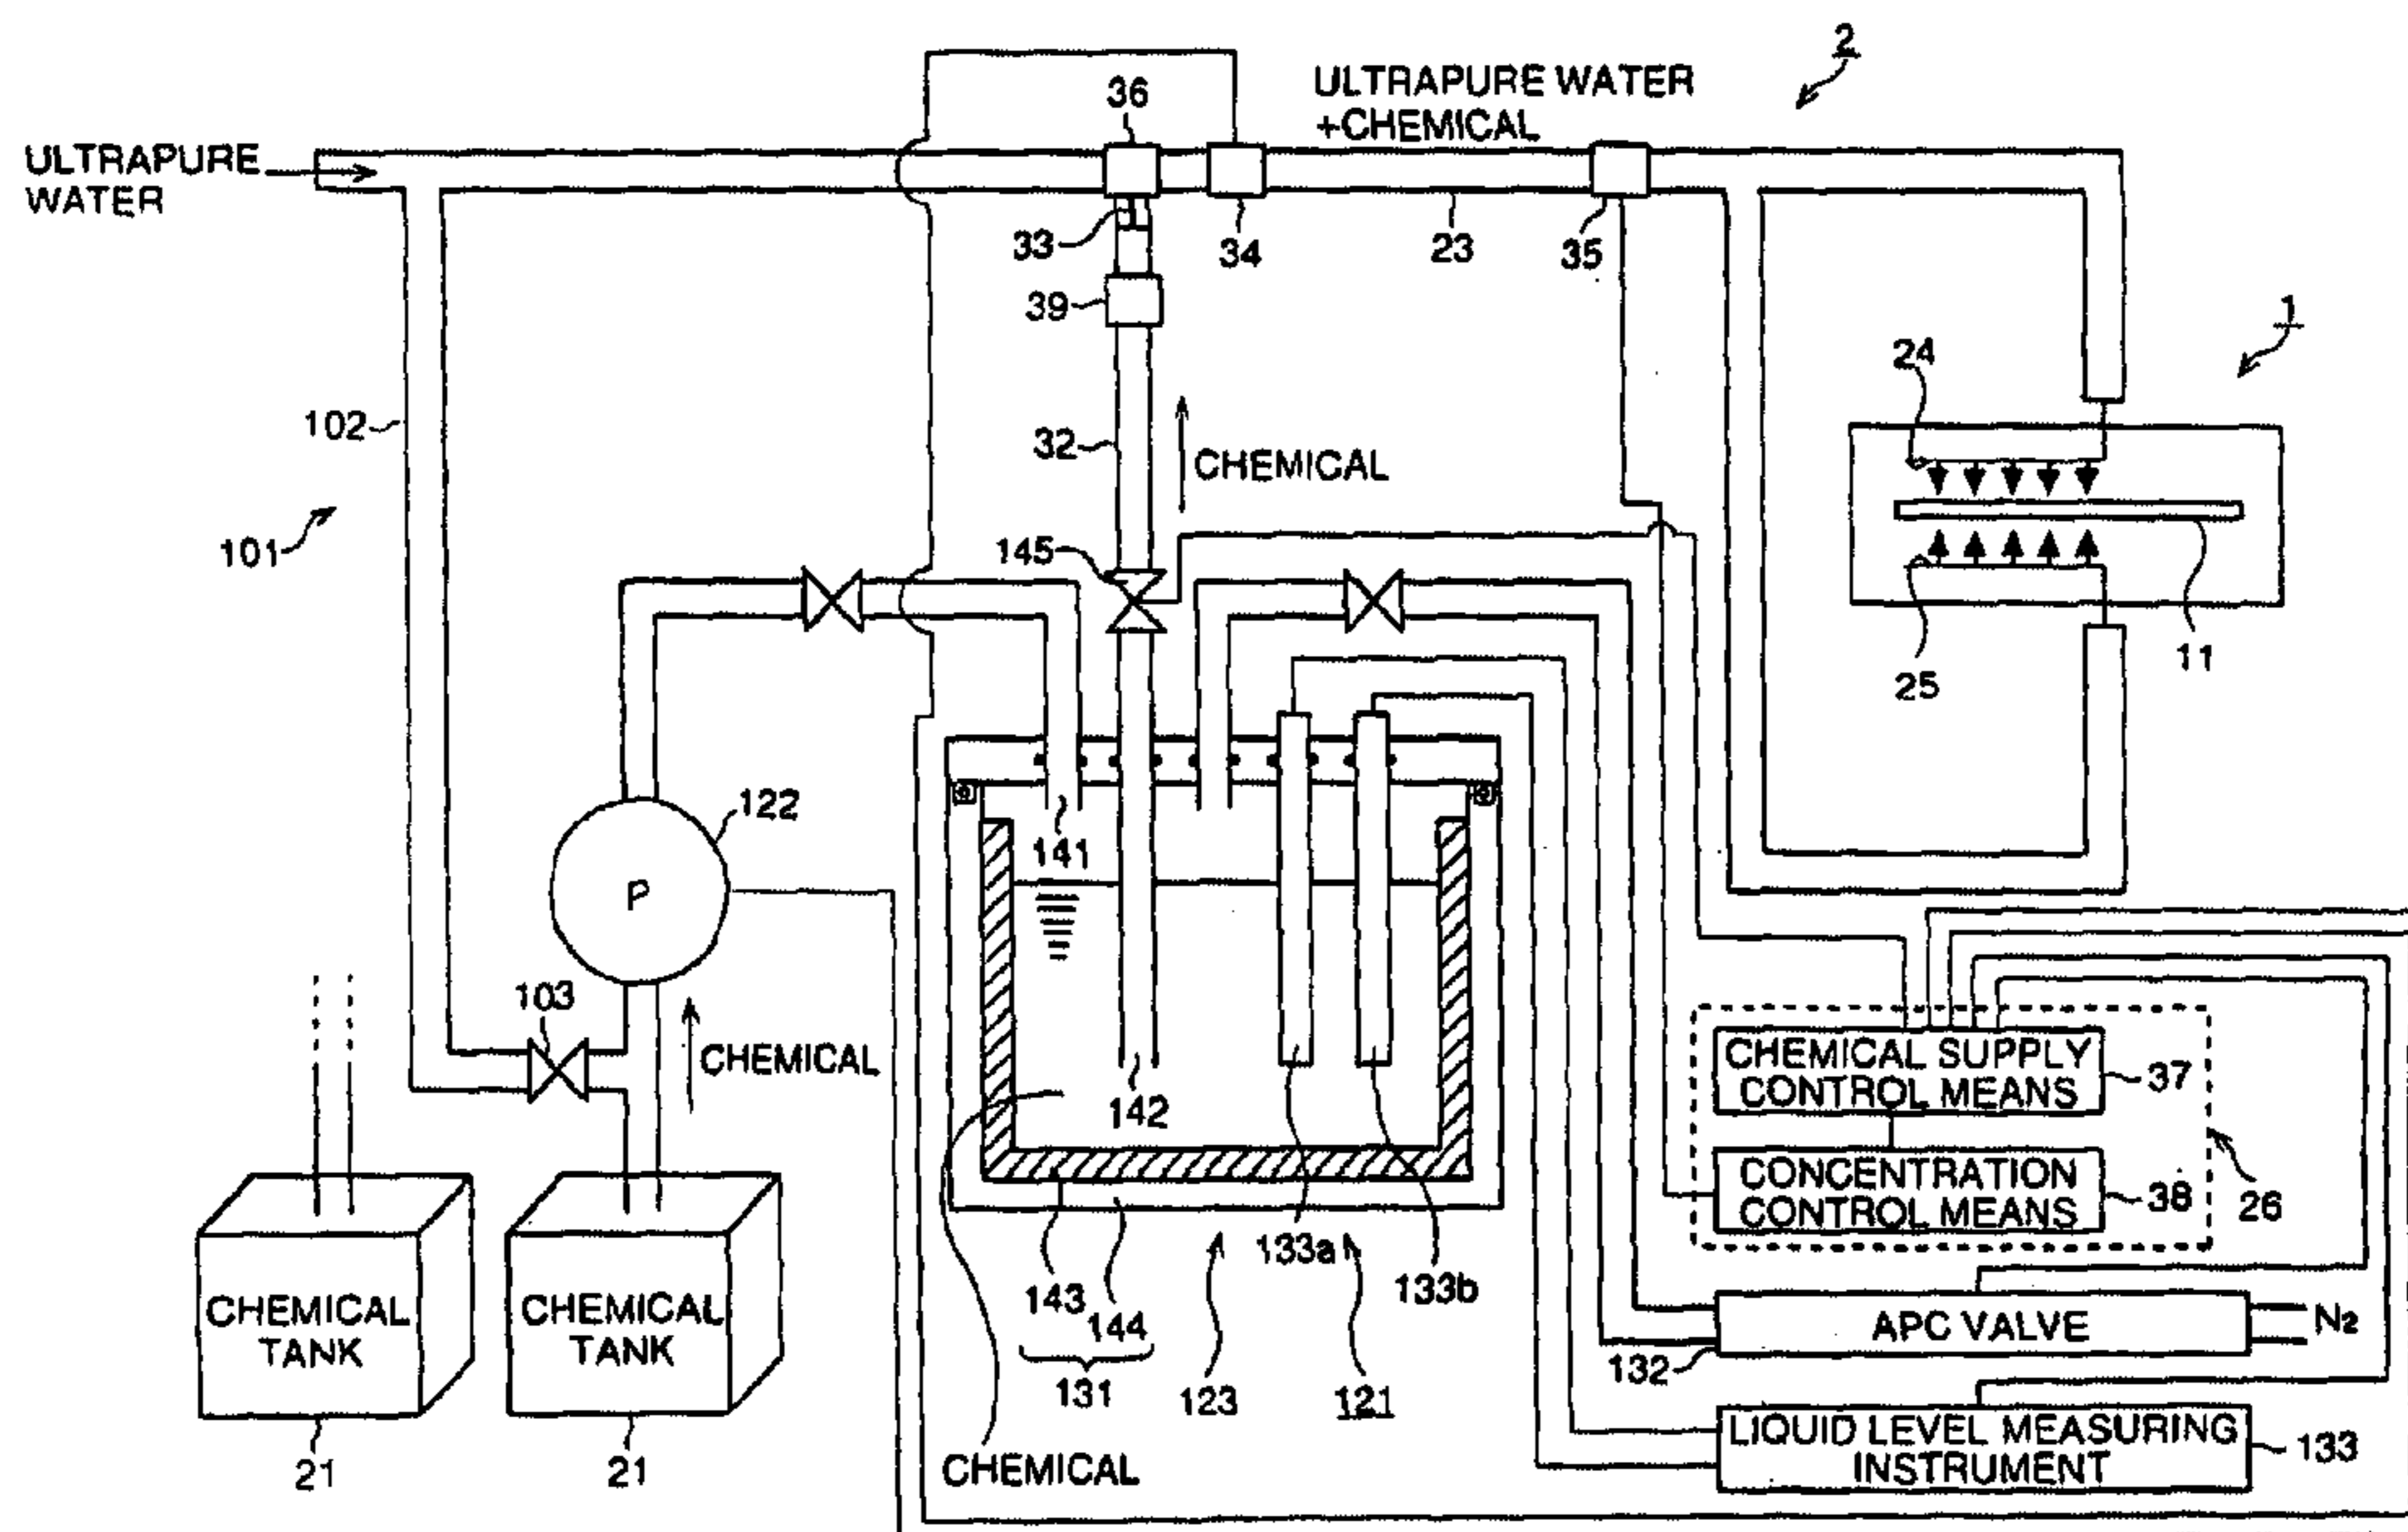 2
ULTRAPURE WATER
+CHEMICAL
36
ULTRAPURE
WATER
33
34
23
35
39
1
24
102
32
CHEMICAL
101
145
11
25
122
141
P
103
CHEMICAL
142
CHEMICAL SUPPLY
CONTROL MEANS
37
CONCENTRATION
CONTROL MEANS
38
26
133a
133b
143
144
131
123
121
CHEMICAL
TANK
CHEMICAL
TANK
21
21
CHEMICAL
APC VALVE
N2
132
LIQUID LEVEL MEASURING
INSTRUMENT
133